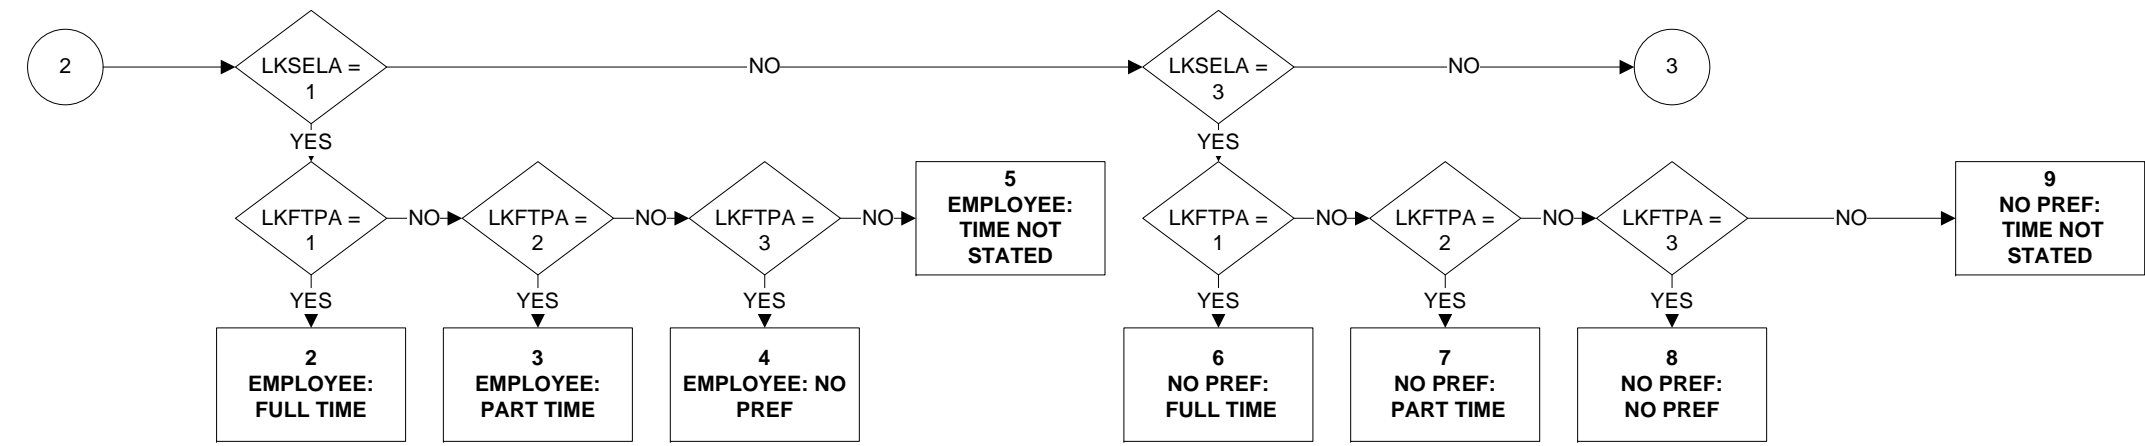 2
LKSELA =
1
NO
LKSELA =
3
NO
3
YES
YES
LKFTPA =
1
NO
LKFTPA =
2
NO
LKFTPA =
3
NO
5
EMPLOYEE:
TIME NOT
STATED
LKFTPA =
1
NO
LKFTPA =
2
NO
LKFTPA =
3
NO
9
NO PREF:
TIME NOT
STATED
YES
YES
YES
YES
YES
YES
2
EMPLOYEE:
FULL TIME
3
EMPLOYEE:
PART TIME
4
EMPLOYEE: NO
PREF
6
NO PREF:
FULL TIME
7
NO PREF:
PART TIME
8
NO PREF:
NO PREF